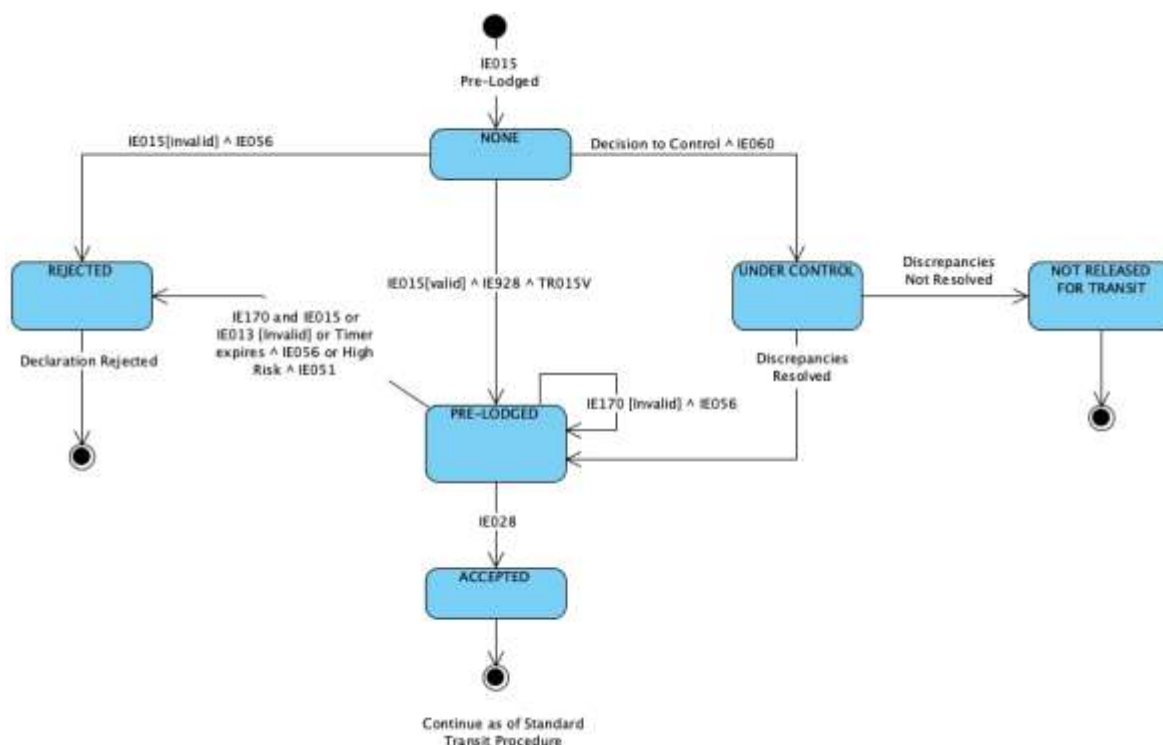 IE015
Pre-Lodged
NONE
IE015[invalid] ^ IE056
Decision to Control ^ IE060
REJECTED
UNDER CONTROL
Discrepancies
Not Resolved
NOT RELEASED
FOR TRANSIT
IE015[valid] ^ IE928 ^ TR015V
IE170 and IE015 or
IE013 [Invalid] or Timer
expires ^ IE056 or High
Risk ^ IE051
Declaration Rejected
Discrepancies
Resolved
PRE-LODGED
IE170 [Invalid] ^ IE056
IE028
ACCEPTED
Continue as of Standard
Transit Procedure